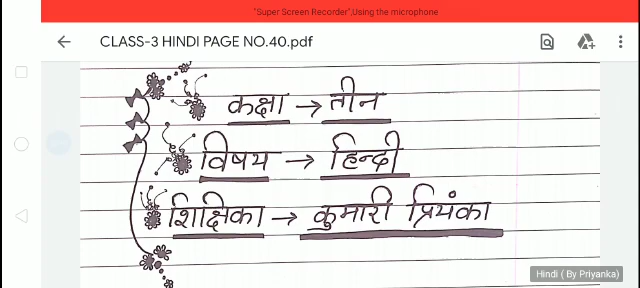 "Super Screen Recorder",Using the microphone
CLASS-3 HINDI PAGE NO.40.pdf
कक्षा → तीन
विषय → हिन्दी
शिक्षिका → कुमारी प्रियंका
Hindi ( By Priyanka)